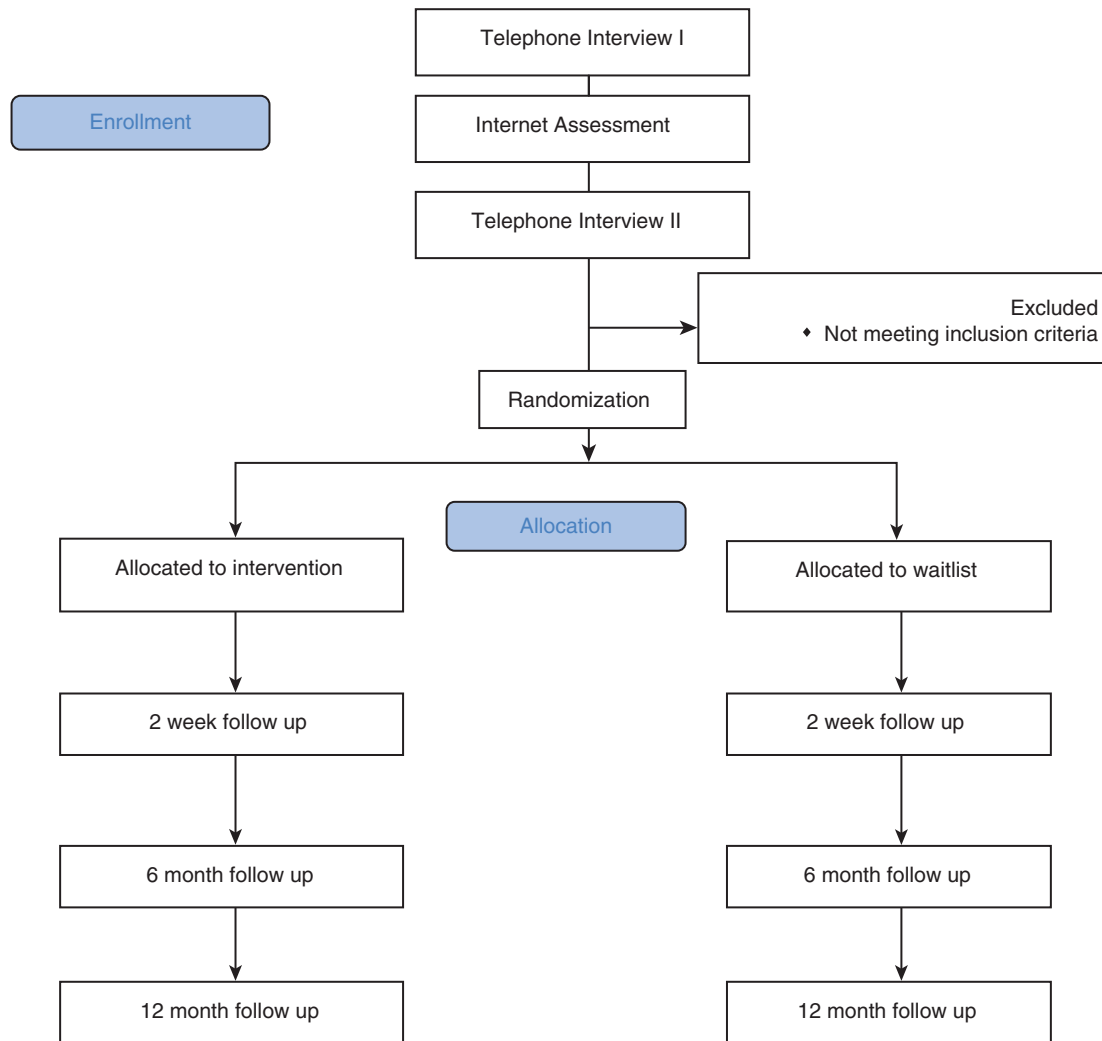 Telephone Interview I
Enrollment
Internet Assessment
Telephone Interview II
Excluded
♦ Not meeting inclusion criteria
Randomization
Allocation
Allocated to intervention
Allocated to waitlist
2 week follow up
2 week follow up
6 month follow up
6 month follow up
12 month follow up
12 month follow up